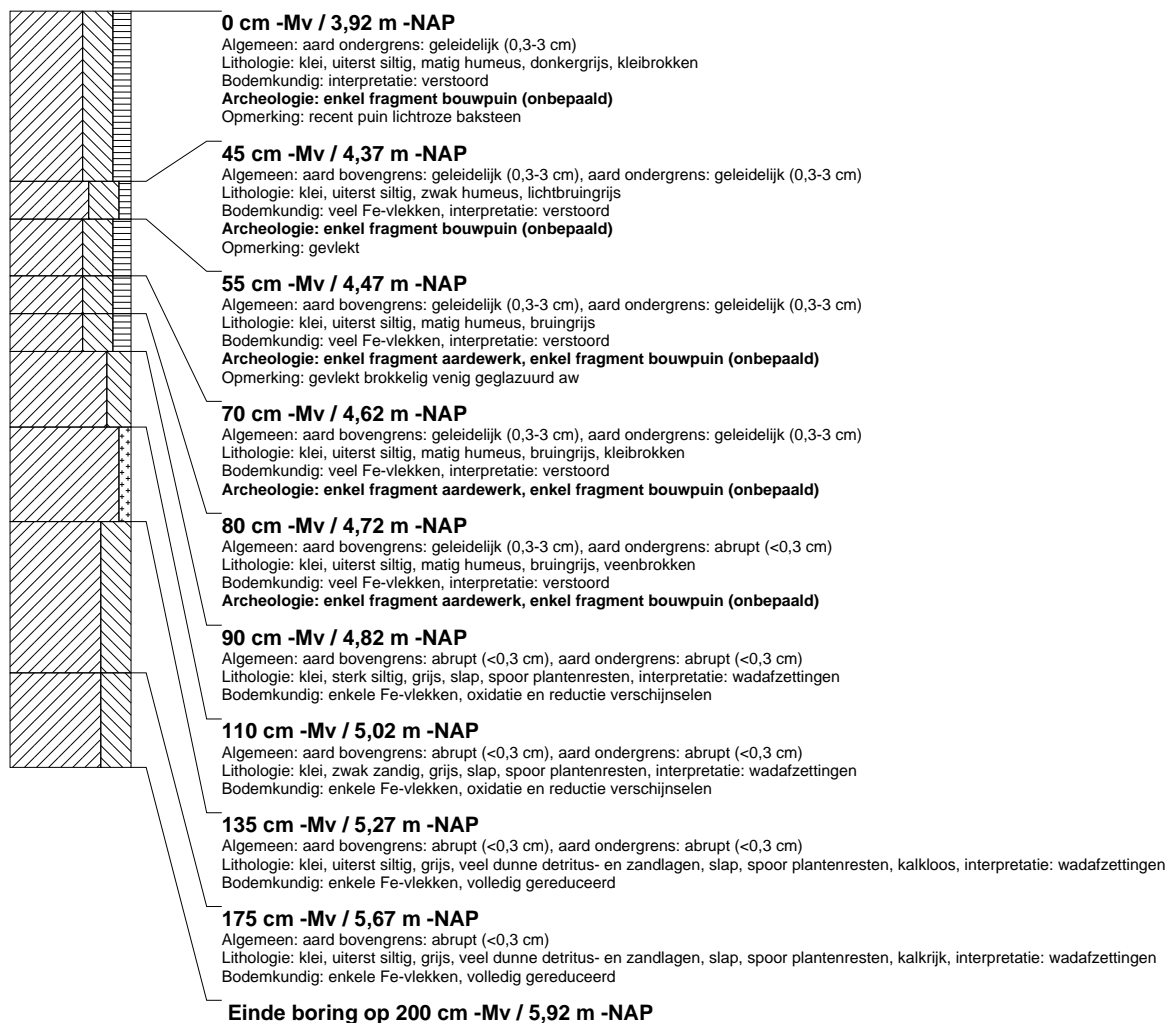 0 cm -Mv / 3,92 m -NAP
Algemeen: aard ondergrens: geleidelijk (0,3-3 cm)
Lithologie: klei, uiterst siltig, matig humeus, donkergrijs, kleibrokken
Bodemkundig: interpretatie: verstoord
Archeologie: enkel fragment bouwpuin (onbepaald)
Opmerking: recent puin lichtroze baksteen
45 cm -Mv / 4,37 m -NAP
Algemeen: aard bovengrens: geleidelijk (0,3-3 cm), aard ondergrens: geleidelijk (0,3-3 cm)
Lithologie: klei, uiterst siltig, zwak humeus, lichtbruingrijs
Bodemkundig: veel Fe-vlekken, interpretatie: verstoord
Archeologie: enkel fragment bouwpuin (onbepaald)
Opmerking: gevlekt
55 cm -Mv / 4,47 m -NAP
Algemeen: aard bovengrens: geleidelijk (0,3-3 cm), aard ondergrens: geleidelijk (0,3-3 cm)
Lithologie: klei, uiterst siltig, matig humeus, bruingrijs
Bodemkundig: veel Fe-vlekken, interpretatie: verstoord
Archeologie: enkel fragment aardewerk, enkel fragment bouwpuin (onbepaald)
Opmerking: gevlekt brokkelig venig geglazuurd aw
70 cm -Mv / 4,62 m -NAP
Algemeen: aard bovengrens: geleidelijk (0,3-3 cm), aard ondergrens: geleidelijk (0,3-3 cm)
Lithologie: klei, uiterst siltig, matig humeus, bruingrijs, kleibrokken
Bodemkundig: veel Fe-vlekken, interpretatie: verstoord
Archeologie: enkel fragment aardewerk, enkel fragment bouwpuin (onbepaald)
80 cm -Mv / 4,72 m -NAP
Algemeen: aard bovengrens: geleidelijk (0,3-3 cm), aard ondergrens: abrupt (<0,3 cm)
Lithologie: klei, uiterst siltig, matig humeus, bruingrijs, veenbrokken
Bodemkundig: veel Fe-vlekken, interpretatie: verstoord
Archeologie: enkel fragment aardewerk, enkel fragment bouwpuin (onbepaald)
90 cm -Mv / 4,82 m -NAP
Algemeen: aard bovengrens: abrupt (<0,3 cm), aard ondergrens: abrupt (<0,3 cm)
Lithologie: klei, sterk siltig, grijs, slap, spoor plantenresten, interpretatie: wadafzettingen
Bodemkundig: enkele Fe-vlekken, oxidatie en reductie verschijnselen
110 cm -Mv / 5,02 m -NAP
Algemeen: aard bovengrens: abrupt (<0,3 cm), aard ondergrens: abrupt (<0,3 cm)
Lithologie: klei, zwak zandig, grijs, slap, spoor plantenresten, interpretatie: wadafzettingen
Bodemkundig: enkele Fe-vlekken, oxidatie en reductie verschijnselen
135 cm -Mv / 5,27 m -NAP
Algemeen: aard bovengrens: abrupt (<0,3 cm), aard ondergrens: abrupt (<0,3 cm)
Lithologie: klei, uiterst siltig, grijs, veel dunne detritus- en zandlagen, slap, spoor plantenresten, kalkloos, interpretatie: wadafzettingen
Bodemkundig: enkele Fe-vlekken, volledig gereduceerd
175 cm -Mv / 5,67 m -NAP
Algemeen: aard bovengrens: abrupt (<0,3 cm)
Lithologie: klei, uiterst siltig, grijs, veel dunne detritus- en zandlagen, slap, spoor plantenresten, kalkrijk, interpretatie: wadafzettingen
Bodemkundig: enkele Fe-vlekken, volledig gereduceerd
Einde boring op 200 cm -Mv / 5,92 m -NAP